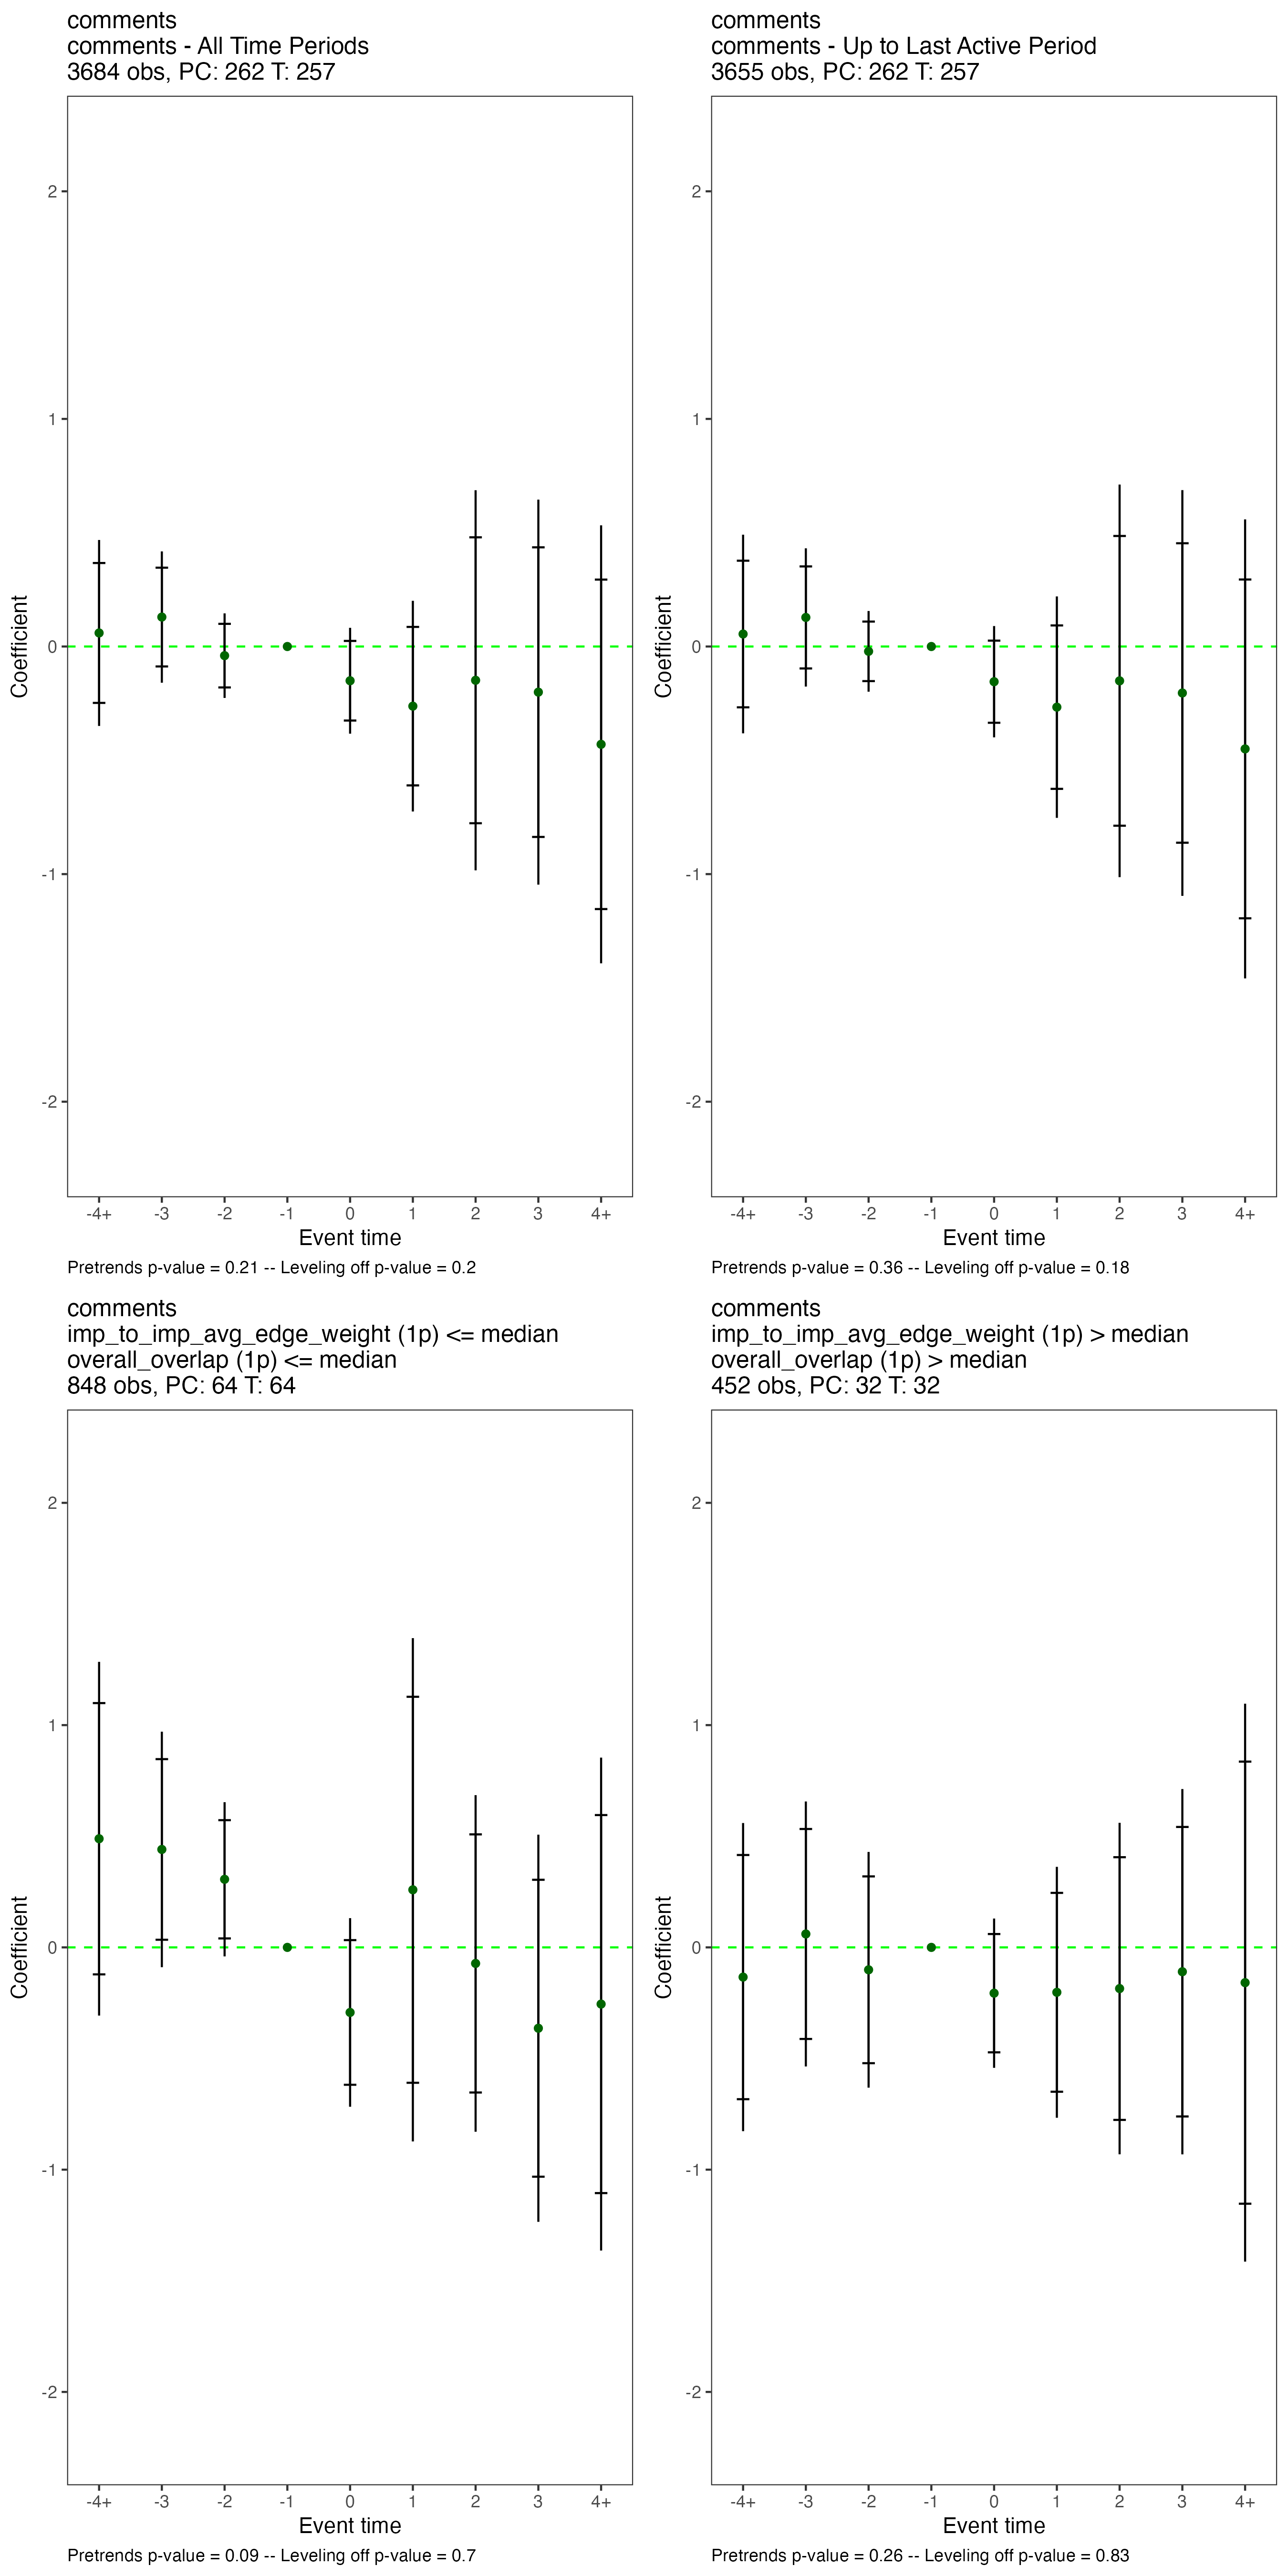 comments
comments - All Time Periods
3684 obs, PC: 262 T: 257
2
1
0
-1
-2
Coefficient
-4+ -3 -2 -1 0 1 2 3 4+
Event time
Pretrends p-value = 0.21 -- Leveling off p-value = 0.2
comments
comments - Up to Last Active Period
3655 obs, PC: 262 T: 257
2
1
0
-1
-2
Coefficient
-4+ -3 -2 -1 0 1 2 3 4+
Event time
Pretrends p-value = 0.36 -- Leveling off p-value = 0.18
comments
imp_to_imp_avg_edge_weight (1p) <= median
overall_overlap (1p) <= median
848 obs, PC: 64 T: 64
2
1
0
-1
-2
Coefficient
-4+ -3 -2 -1 0 1 2 3 4+
Event time
Pretrends p-value = 0.09 -- Leveling off p-value = 0.7
comments
imp_to_imp_avg_edge_weight (1p) > median
overall_overlap (1p) > median
452 obs, PC: 32 T: 32
2
1
0
-1
-2
Coefficient
-4+ -3 -2 -1 0 1 2 3 4+
Event time
Pretrends p-value = 0.26 -- Leveling off p-value = 0.83